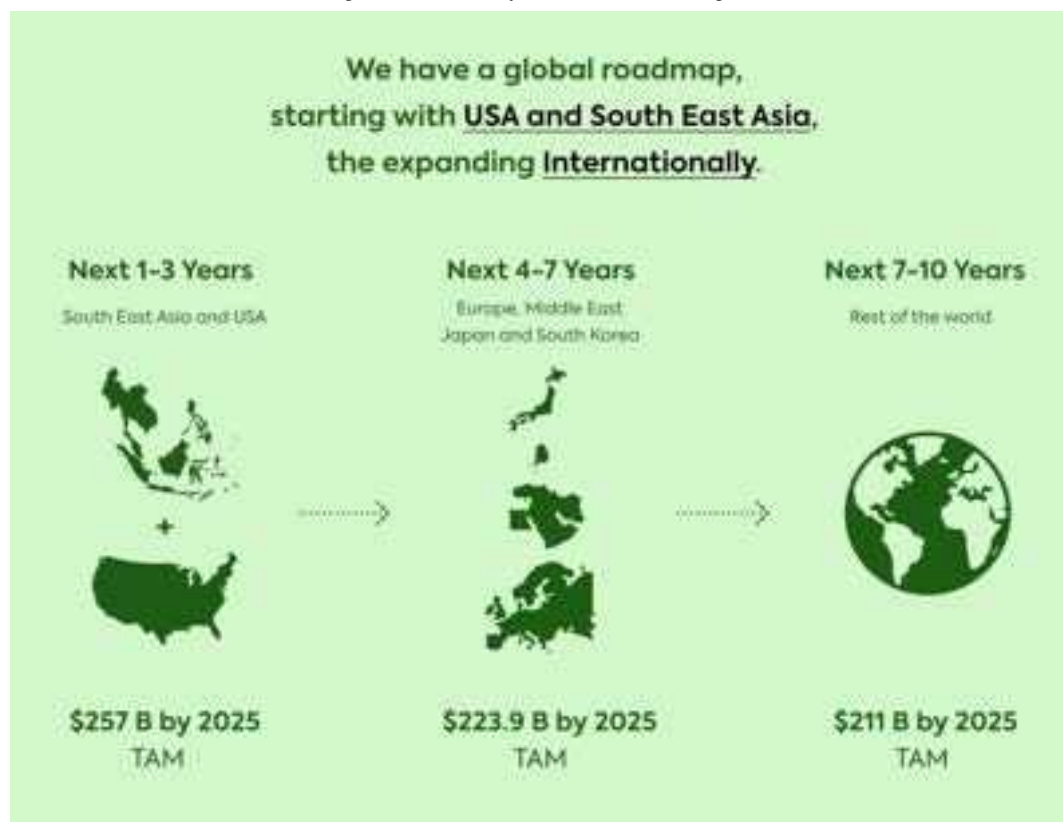 We have a global roadmap,
starting with USA and South East Asia,
the expanding Internationally.
Next 1-3 Years
South East Asia and USA
Next 4-7 Years
Europe, Middle East
Japan and South Korea
Next 7-10 Years
Rest of the world
+
$257 B by 2025
TAM
$223.9 B by 2025
TAM
$211 B by 2025
TAM